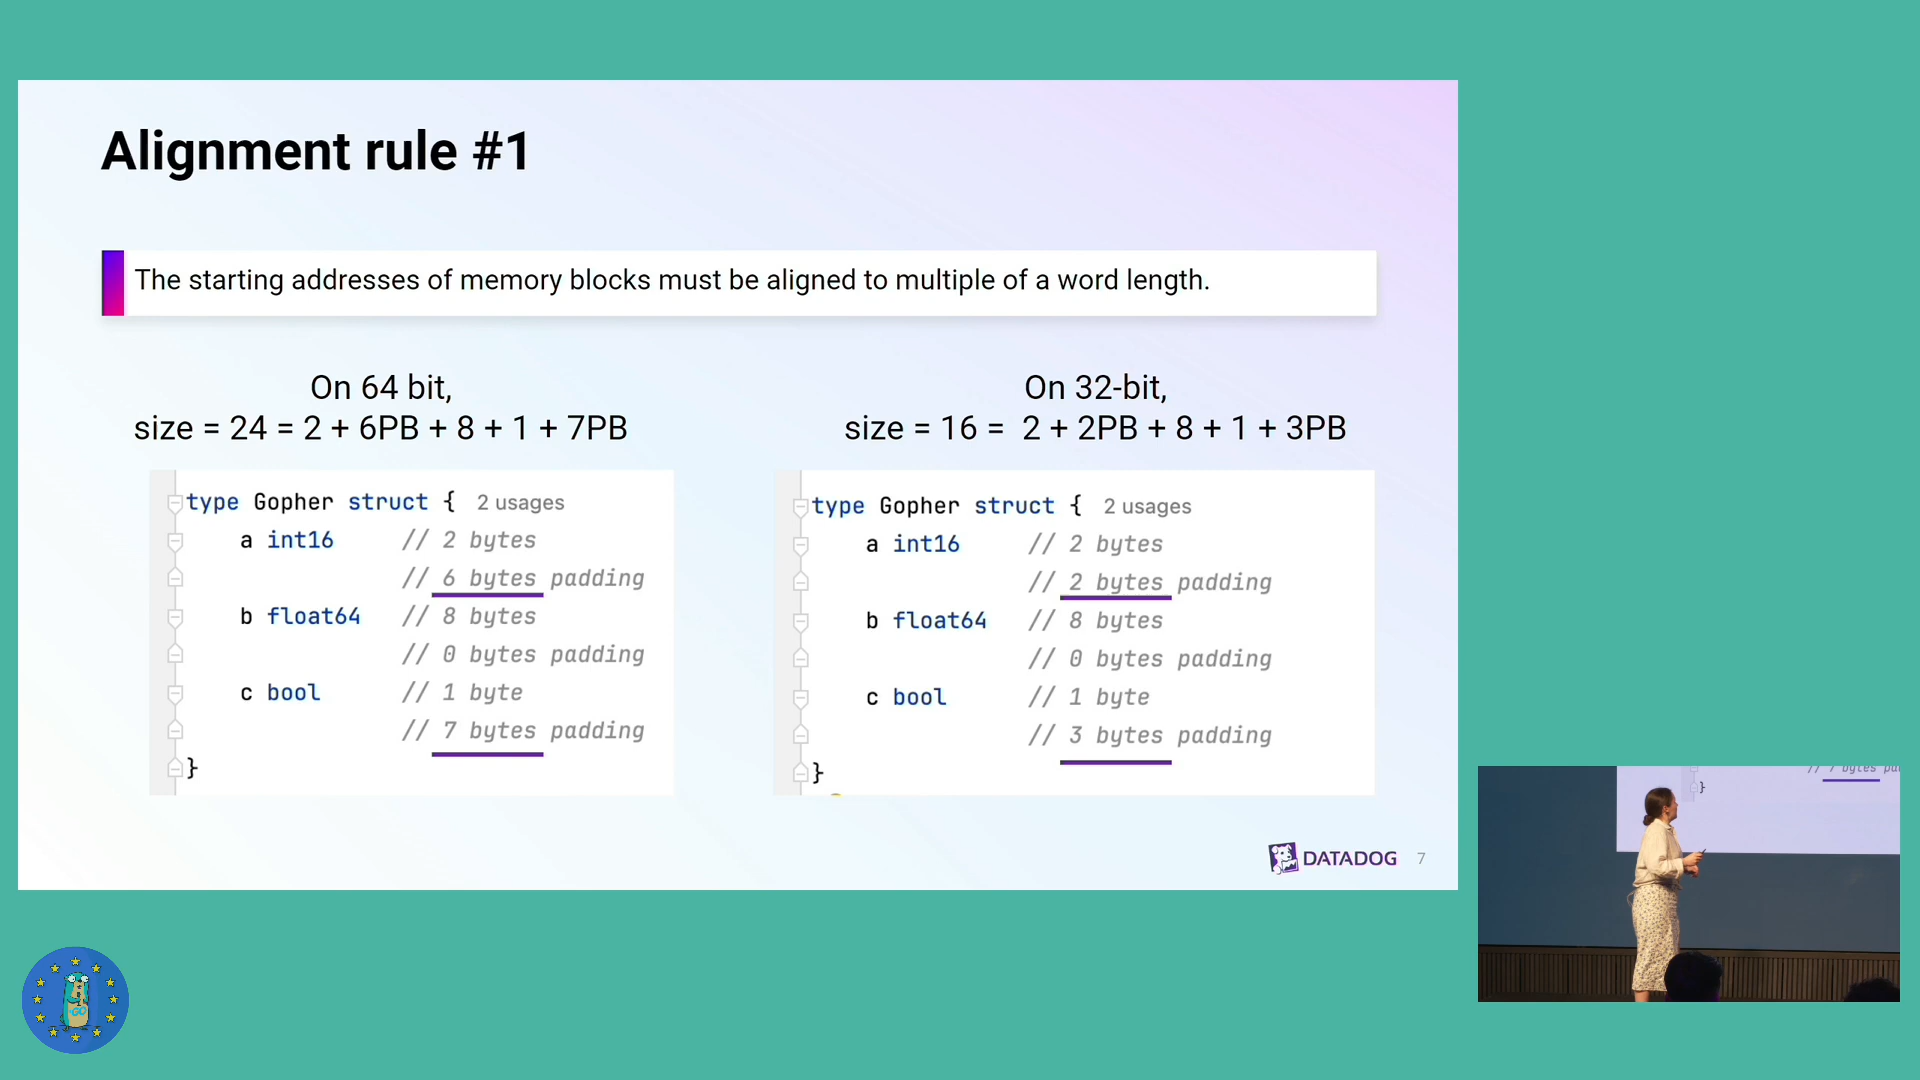 Alignment rule #1
The starting addresses of memory blocks must be aligned to multiple of a word length.
On 64 bit,
size = 24 = 2 + 6PB + 8 + 1 + 7PB
type Gopher struct { 2 usages
a int16 // 2 bytes
// 6 bytes padding
b float64 // 8 bytes
// 0 bytes padding
c bool // 1 byte
// 7 bytes padding
}
On 32-bit,
size = 16 = 2 + 2PB + 8 + 1 + 3PB
type Gopher struct { 2 usages
a int16 // 2 bytes
// 2 bytes padding
b float64 // 8 bytes
// 0 bytes padding
c bool // 1 byte
// 3 bytes padding
}
DATADOG 7
GO
// 7 bytes
}